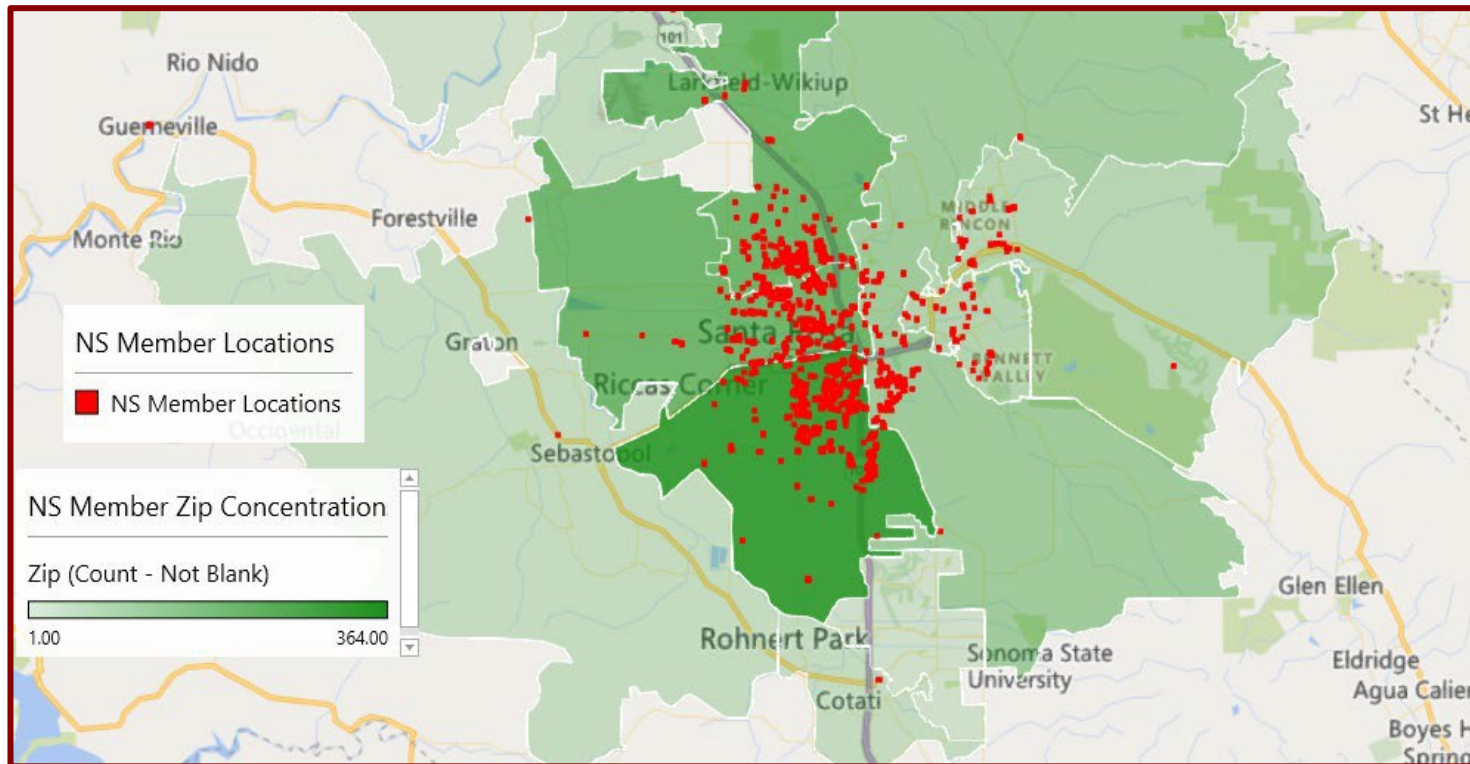 101
Rio Nido
Larkfield-Wikiup
St He
Guerneville
Forestville
MIDDLE
RINCON
Monte Rio
NS Member Locations
NS Member Locations
Santa Rosa
Graton
BENNETT
VALLEY
Riccas Corner
Occidental
Sebastopol
NS Member Zip Concentration
Zip (Count - Not Blank)
1.00
364.00
Glen Ellen
Rohnert Park
Sonoma State
University
Cotati
Eldridge
Agua Calien
Boyes H
Spring